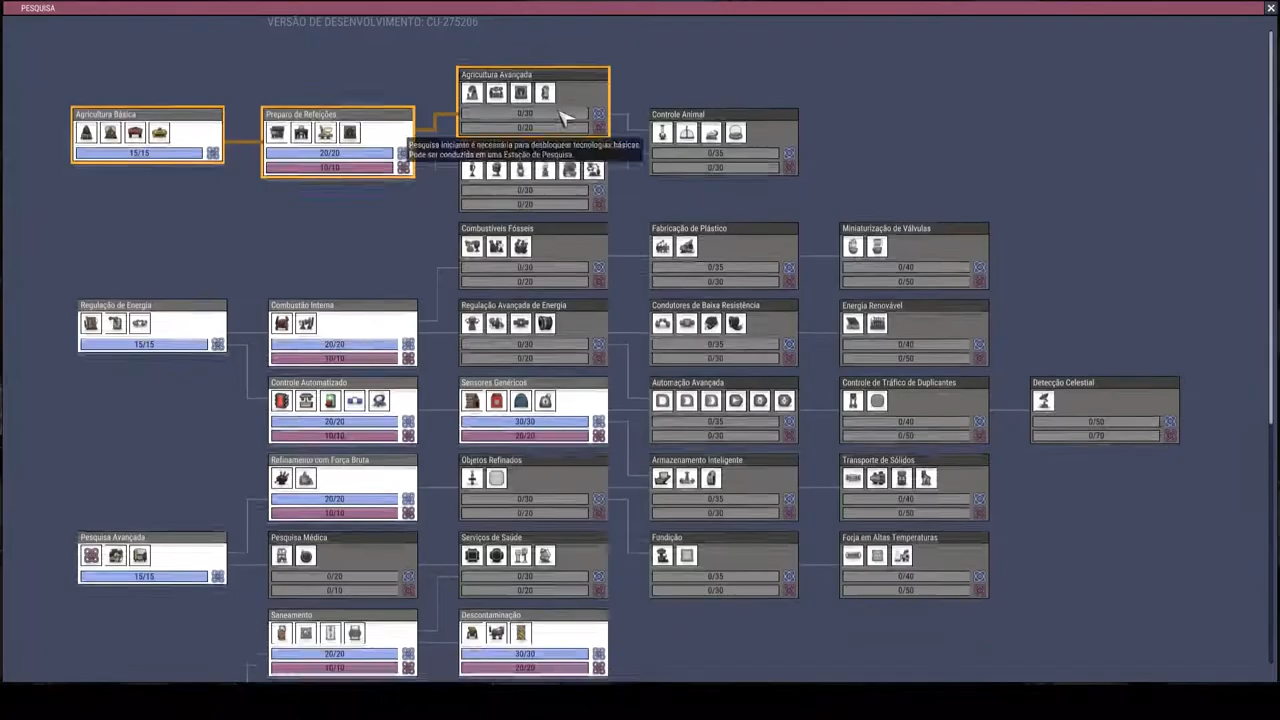 PESQUISA
VERSÃO DE DESENVOLVIMENTO: CU-275206
Agricultura Avançada
0/30
0/20
Agricultura Básica
15/15
Preparo de Refeições
20/20
10/10
Controle Animal
0/35
0/30
Pesquisa Iniciante é necessária para desbloquear tecnologias básicas.
Pode ser conduzida em uma Estação de Pesquisa.
0/30
0/20
Combustíveis Fósseis
0/30
0/20
Fabricação de Plástico
0/35
0/30
Miniaturização de Válvulas
0/40
0/50
Regulação de Energia
15/15
Combustão Interna
20/20
10/10
Regulação Avançada de Energia
0/30
0/20
Condutores de Baixa Resistência
0/35
0/30
Energia Renovável
0/40
0/50
Controle Automatizado
20/20
10/10
Sensores Genéricos
30/30
20/20
Automação Avançada
0/35
0/30
Controle de Tráfico de Duplicantes
0/40
0/50
Detecção Celestial
0/50
0/70
Refinamento com Força Bruta
20/20
10/10
Objetos Refinados
0/30
0/20
Armazenamento Inteligente
0/35
0/30
Transporte de Sólidos
0/40
0/50
Pesquisa Avançada
15/15
Pesquisa Médica
0/20
0/10
Serviços de Saúde
0/30
0/20
Fundição
0/35
0/30
Forja em Altas Temperaturas
0/40
0/50
Saneamento
20/20
10/10
Descontaminação
30/30
20/20